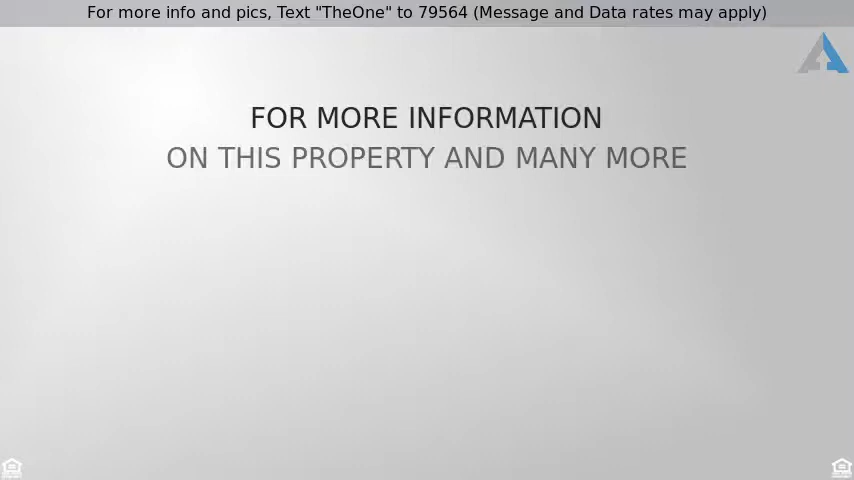 For more info and pics, Text "TheOne" to 79564 (Message and Data rates may apply)
FOR MORE INFORMATION
ON THIS PROPERTY AND MANY MORE